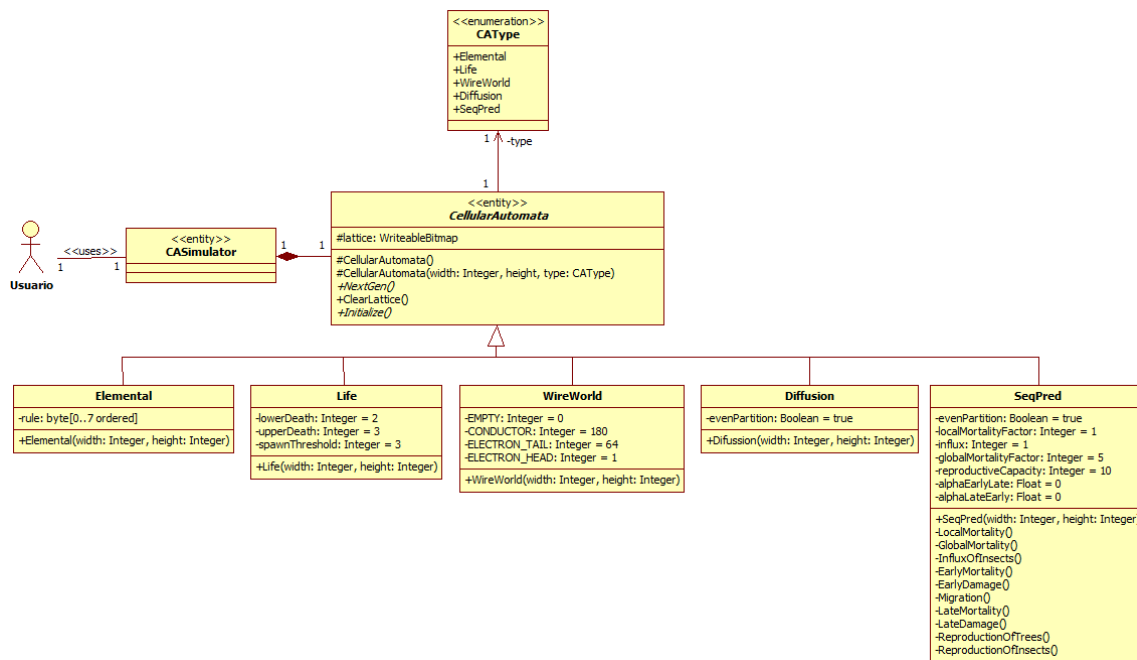 <<enumeration>>
CAType
+Elemental
+Life
+WireWorld
+Diffusion
+SeqPred
1
-type
1
<<entity>>
CellularAutomata
#lattice: WriteableBitmap
#CellularAutomata()
#CellularAutomata(width: Integer, height, type: CAType)
+NextGen()
+ClearLattice()
+Initialize()
Usuario
<<uses>>
1
1
<<entity>>
CASimulator
1
1
Elemental
-rule: byte[0..7 ordered]
+Elemental(width: Integer, height: Integer)
Life
-lowerDeath: Integer = 2
-upperDeath: Integer = 3
-spawnThreshold: Integer = 3
+Life(width: Integer, height: Integer)
WireWorld
-EMPTY: Integer = 0
-CONDUCTOR: Integer = 180
-ELECTRON_TAIL: Integer = 64
-ELECTRON_HEAD: Integer = 1
+WireWorld(width: Integer, height: Integer)
Diffusion
-evenPartition: Boolean = true
+Difussion(width: Integer, height: Integer)
SeqPred
-evenPartition: Boolean = true
-localMortalityFactor: Integer = 1
-influx: Integer = 1
-globalMortalityFactor: Integer = 5
-reproductiveCapacity: Integer = 10
-alphaEarlyLate: Float = 0
-alphaLateEarly: Float = 0
+SeqPred(width: Integer, height: Integer)
-LocalMortality()
-GlobalMortality()
-InfluxOfInsects()
-EarlyMortality()
-EarlyDamage()
-Migration()
-LateMortality()
-LateDamage()
-ReproductionOfTrees()
-ReproductionOfInsects()